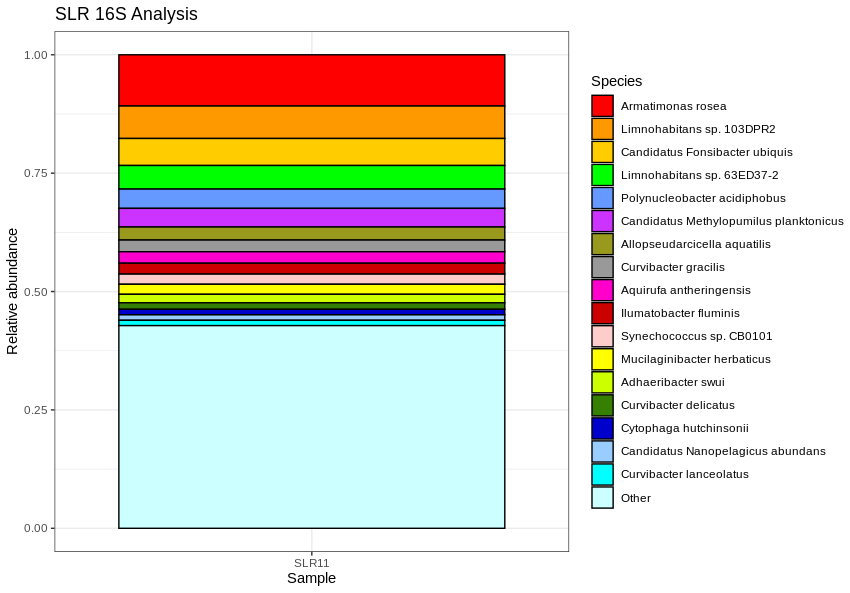 SLR 16S Analysis
Relative abundance
1.00
0.75
0.50
0.25
0.00
SLR11
Sample
Species
Armatimonas rosea
Limnohabitans sp. 103DPR2
Candidatus Fonsibacter ubiquis
Limnohabitans sp. 63ED37-2
Polynucleobacter acidiphobus
Candidatus Methylopumilus planktonicus
Allopseudarcicella aquatilis
Curvibacter gracilis
Aquirufa antheringensis
Ilumatobacter fluminis
Synechococcus sp. CB0101
Mucilaginibacter herbaticus
Adhaeribacter swui
Curvibacter delicatus
Cytophaga hutchinsonii
Candidatus Nanopelagicus abundans
Curvibacter lanceolatus
Other